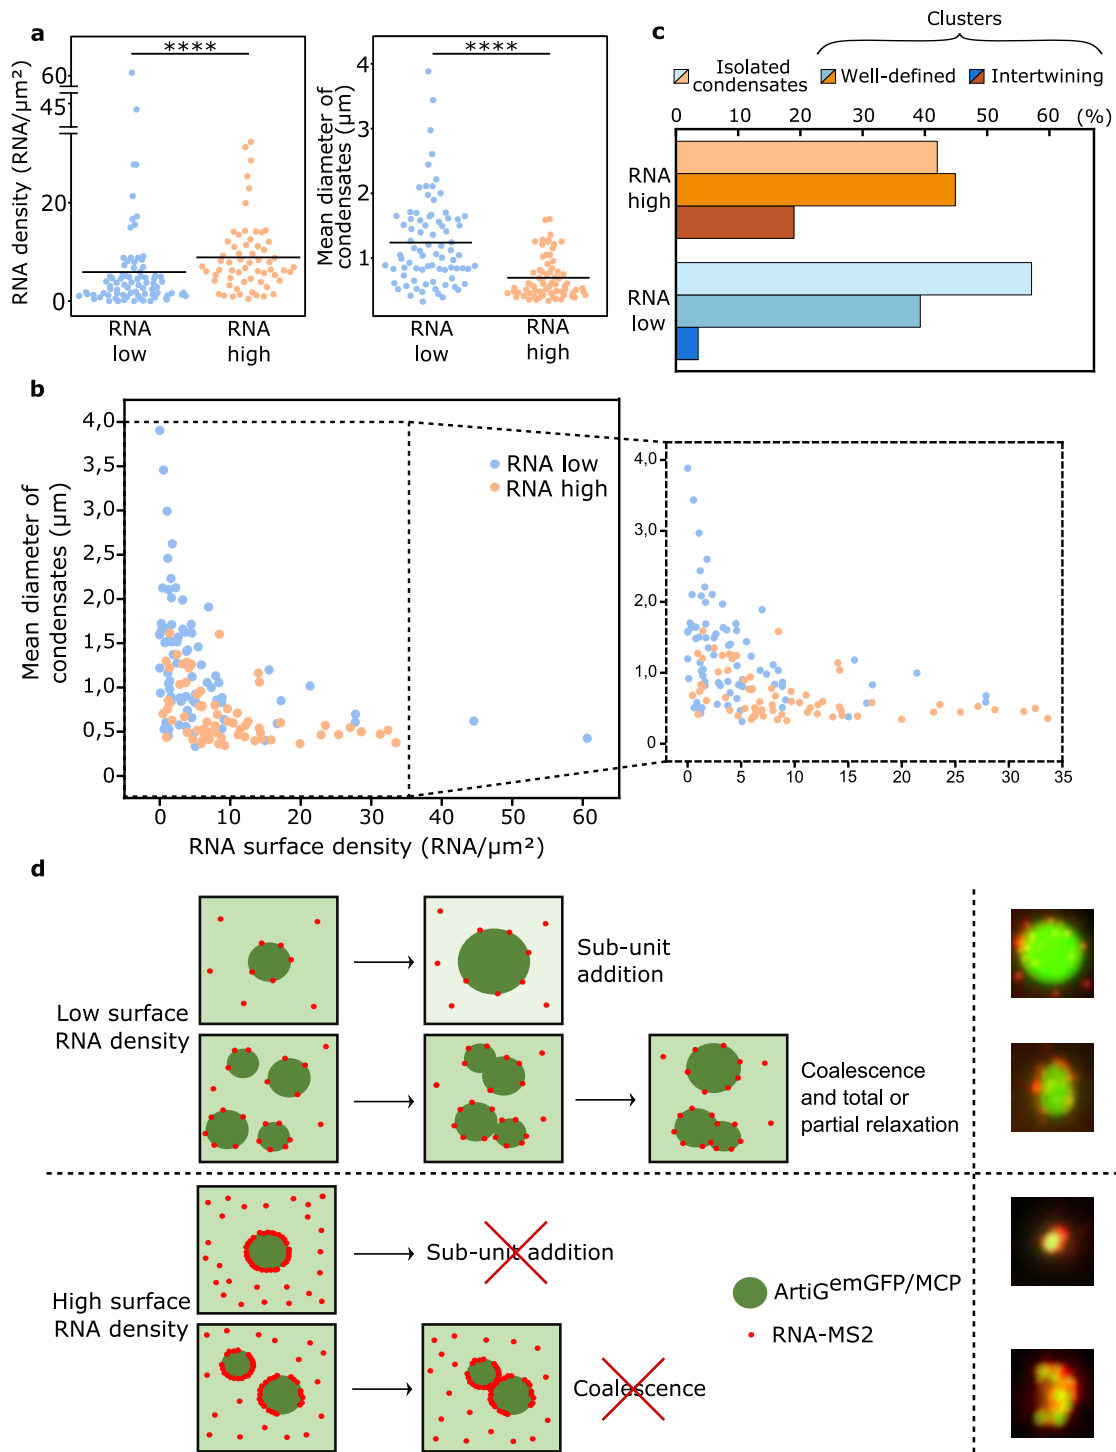 a
RNA density (RNA/µm²)
60
45
20
0
****
RNA low
RNA high
Mean diameter of condensates (µm)
4
3
2
1
****
RNA low
RNA high
c
Clusters
Isolated condensates
Well-defined
Intertwining
0 10 20 30 40 50 60 (%)
RNA high
RNA low
b
Mean diameter of condensates (µm)
4,0
3,5
3,0
2,5
2,0
1,5
1,0
0,5
0
RNA low
RNA high
0 10 20 30 40 50 60
RNA surface density (RNA/µm²)
4,0
3,0
2,0
1,0
0
0 5 10 15 20 25 30 35
d
Low surface RNA density
Sub-unit addition
Coalescence
and total or
partial relaxation
High surface RNA density
Sub-unit addition
Coalescence
ArtiG emGFP/MCP
RNA-MS2